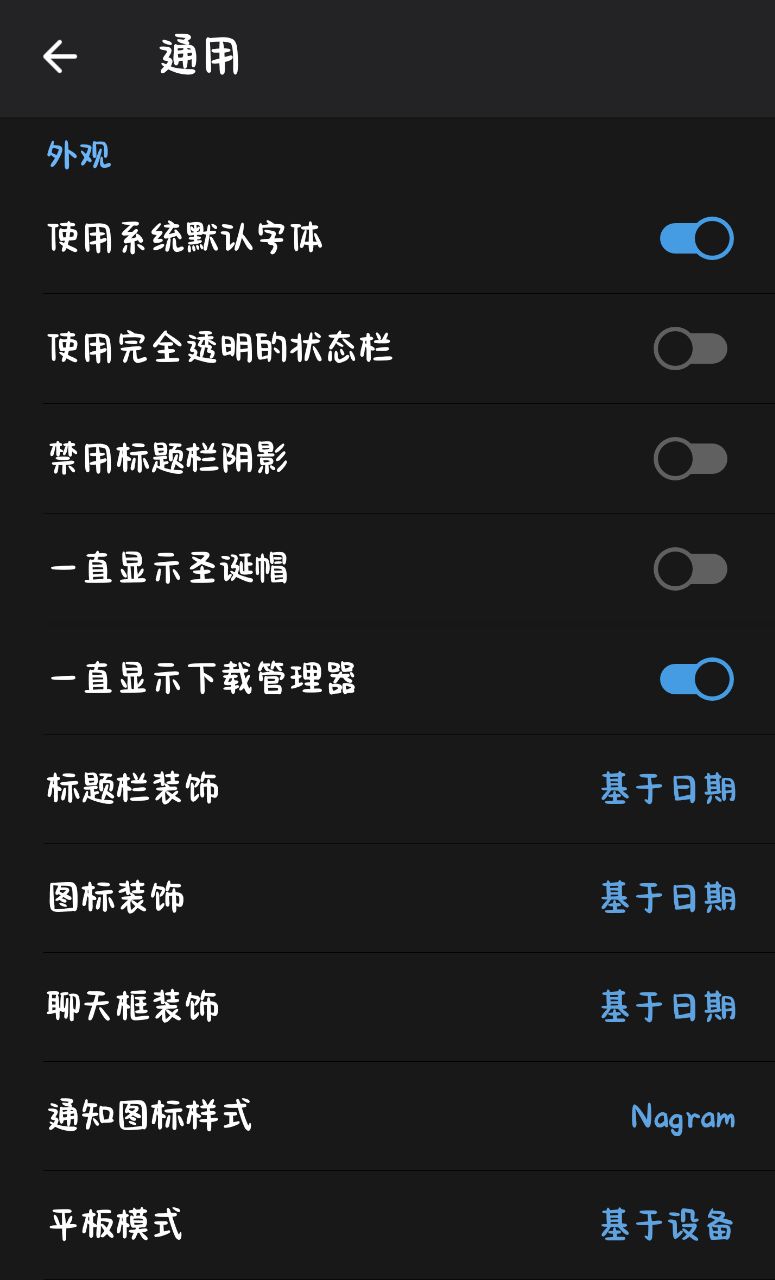 通用
外观
使用系统默认字体
使用完全透明的状态栏
禁用标题栏阴影
一直显示圣诞帽
一直显示下载管理器
标题栏装饰 基于日期
图标装饰 基于日期
聊天框装饰 基于日期
通知图标样式 Nagram
平板模式 基于设备